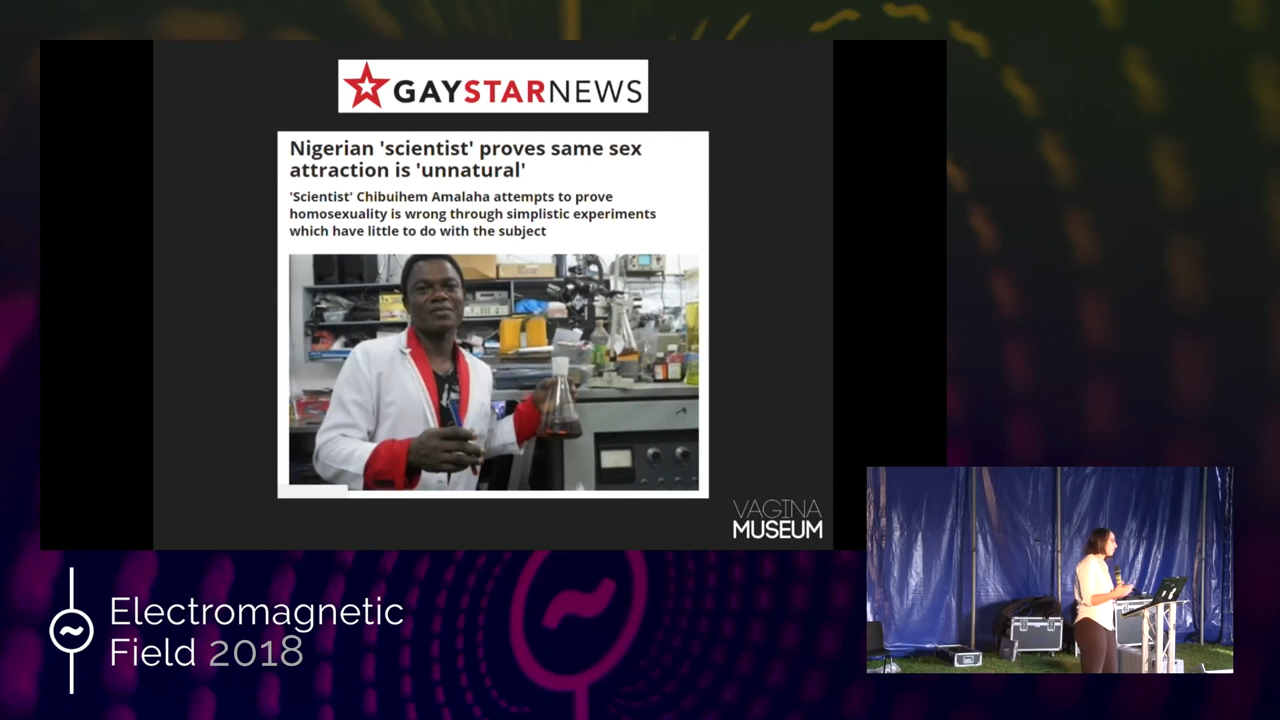 GAYSTARNEWS
Nigerian 'scientist' proves same sex
attraction is 'unnatural'
'Scientist' Chibuihem Amalaha attempts to prove
homosexuality is wrong through simplistic experiments
which have little to do with the subject
VAGINA
MUSEUM
Electromagnetic
Field 2018